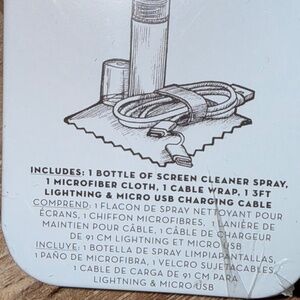 INCLUDES: 1 BOTTLE OF SCREEN CLEANER SPRAY,
1 MICROFIBER CLOTH, 1 CABLE WRAP, 1 3FT
LIGHTNING & MICRO USB CHARGING CABLE
COMPREND: 1 FLACON DE SPRAY NETTOYANT POUR
ÉCRANS, 1 CHIFFON MICROFIBRES, 1 LANIÈRE DE
MAINTIEN POUR CÂBLE, 1 CÂBLE DE CHARGEUR
DE 91 CM LIGHTNING ET MICRO USB
INCLUYE: 1 BOTELLA DE SPRAY LIMPIAPANTALLAS,
1 PAÑO DE MICROFIBRA, 1 VELCRO SUJETACABLES,
1 CABLE DE CARGA DE 91 CM PARA
LIGHTNING & MICRO USB